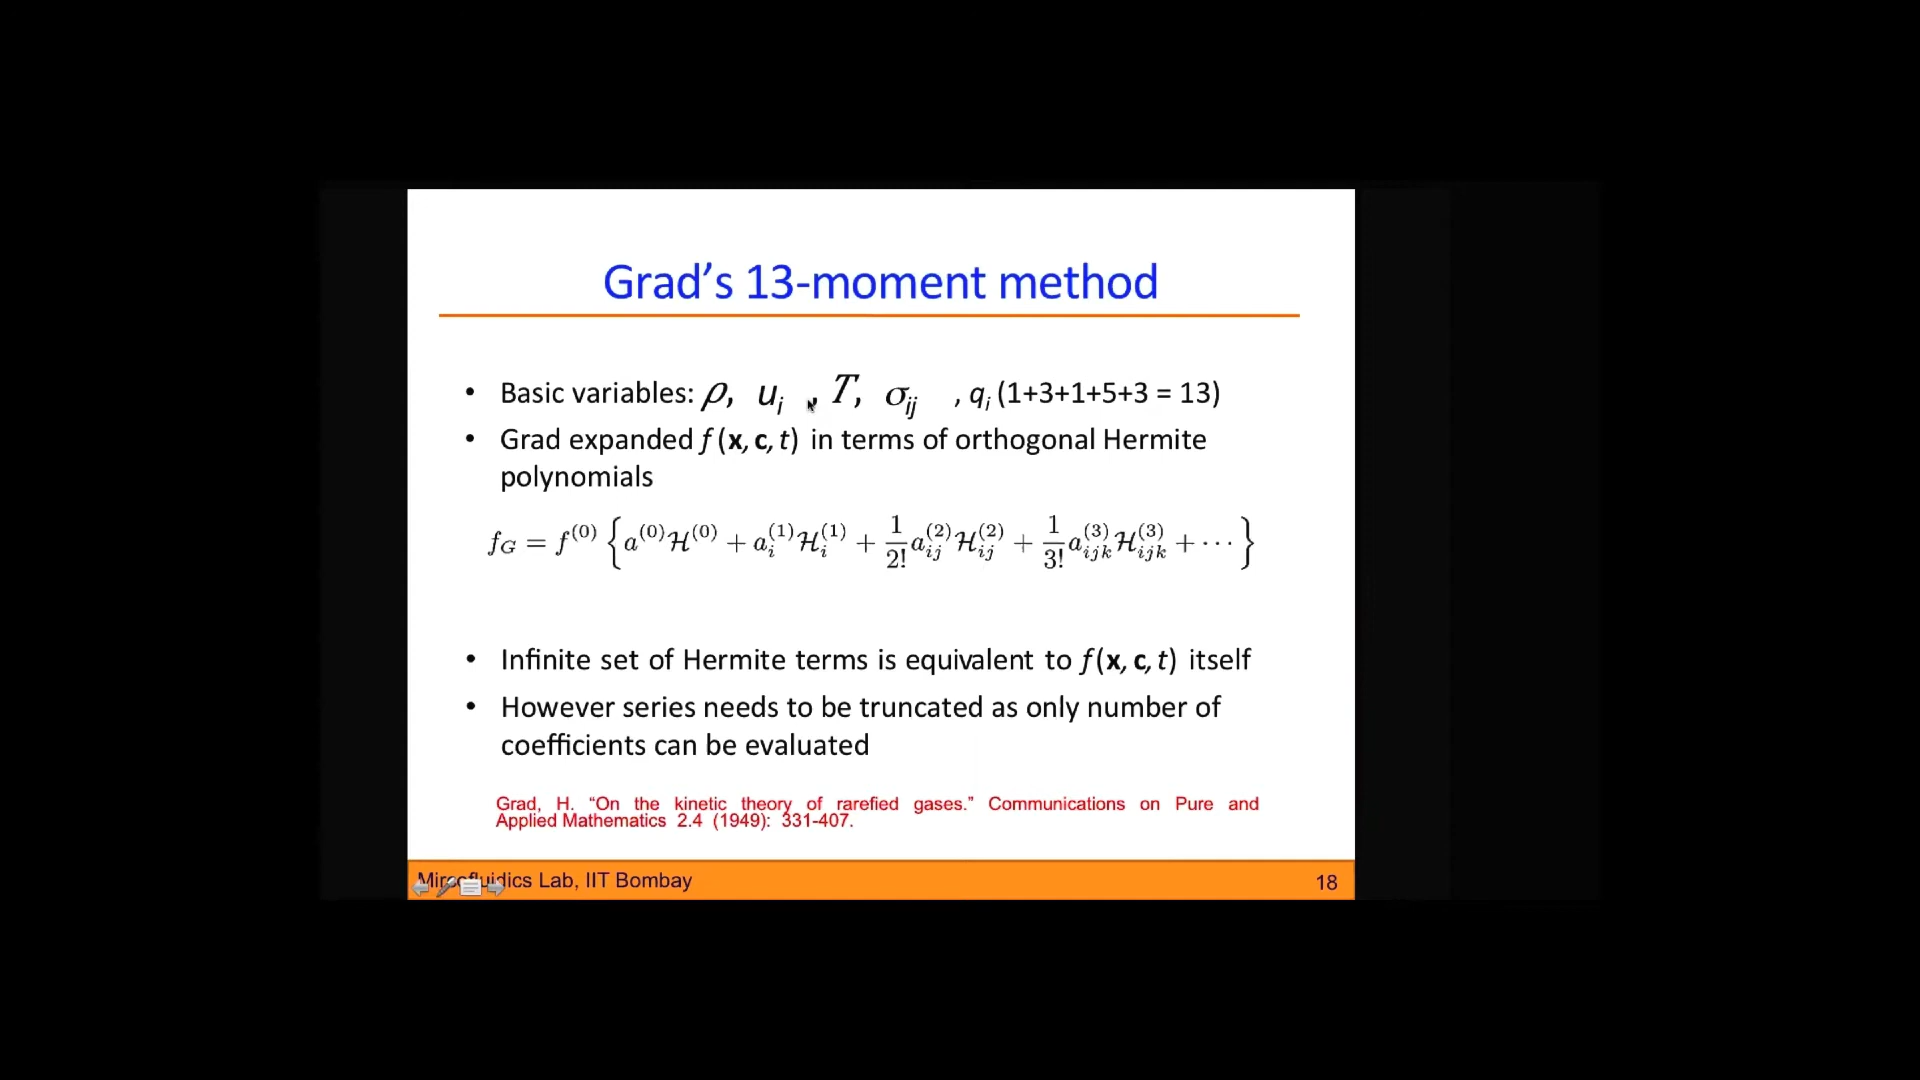 Grad’s 13-moment method
• Basic variables: ρ, u_i , T, σ_ij , q_i (1+3+1+5+3 = 13)
• Grad expanded f (x, c, t) in terms of orthogonal Hermite
polynomials
f_G = f^(0) { a^(0) ℋ^(0) + a_i^(1) ℋ_i^(1) + 1/2! a_ij^(2) ℋ_ij^(2) + 1/3! a_ijk^(3) ℋ_ijk^(3) + ⋯ }
• Infinite set of Hermite terms is equivalent to f (x, c, t) itself
• However series needs to be truncated as only number of
coefficients can be evaluated
Grad, H. “On the kinetic theory of rarefied gases.” Communications on Pure and
Applied Mathematics 2.4 (1949): 331-407.
Mircofluidics Lab, IIT Bombay 18